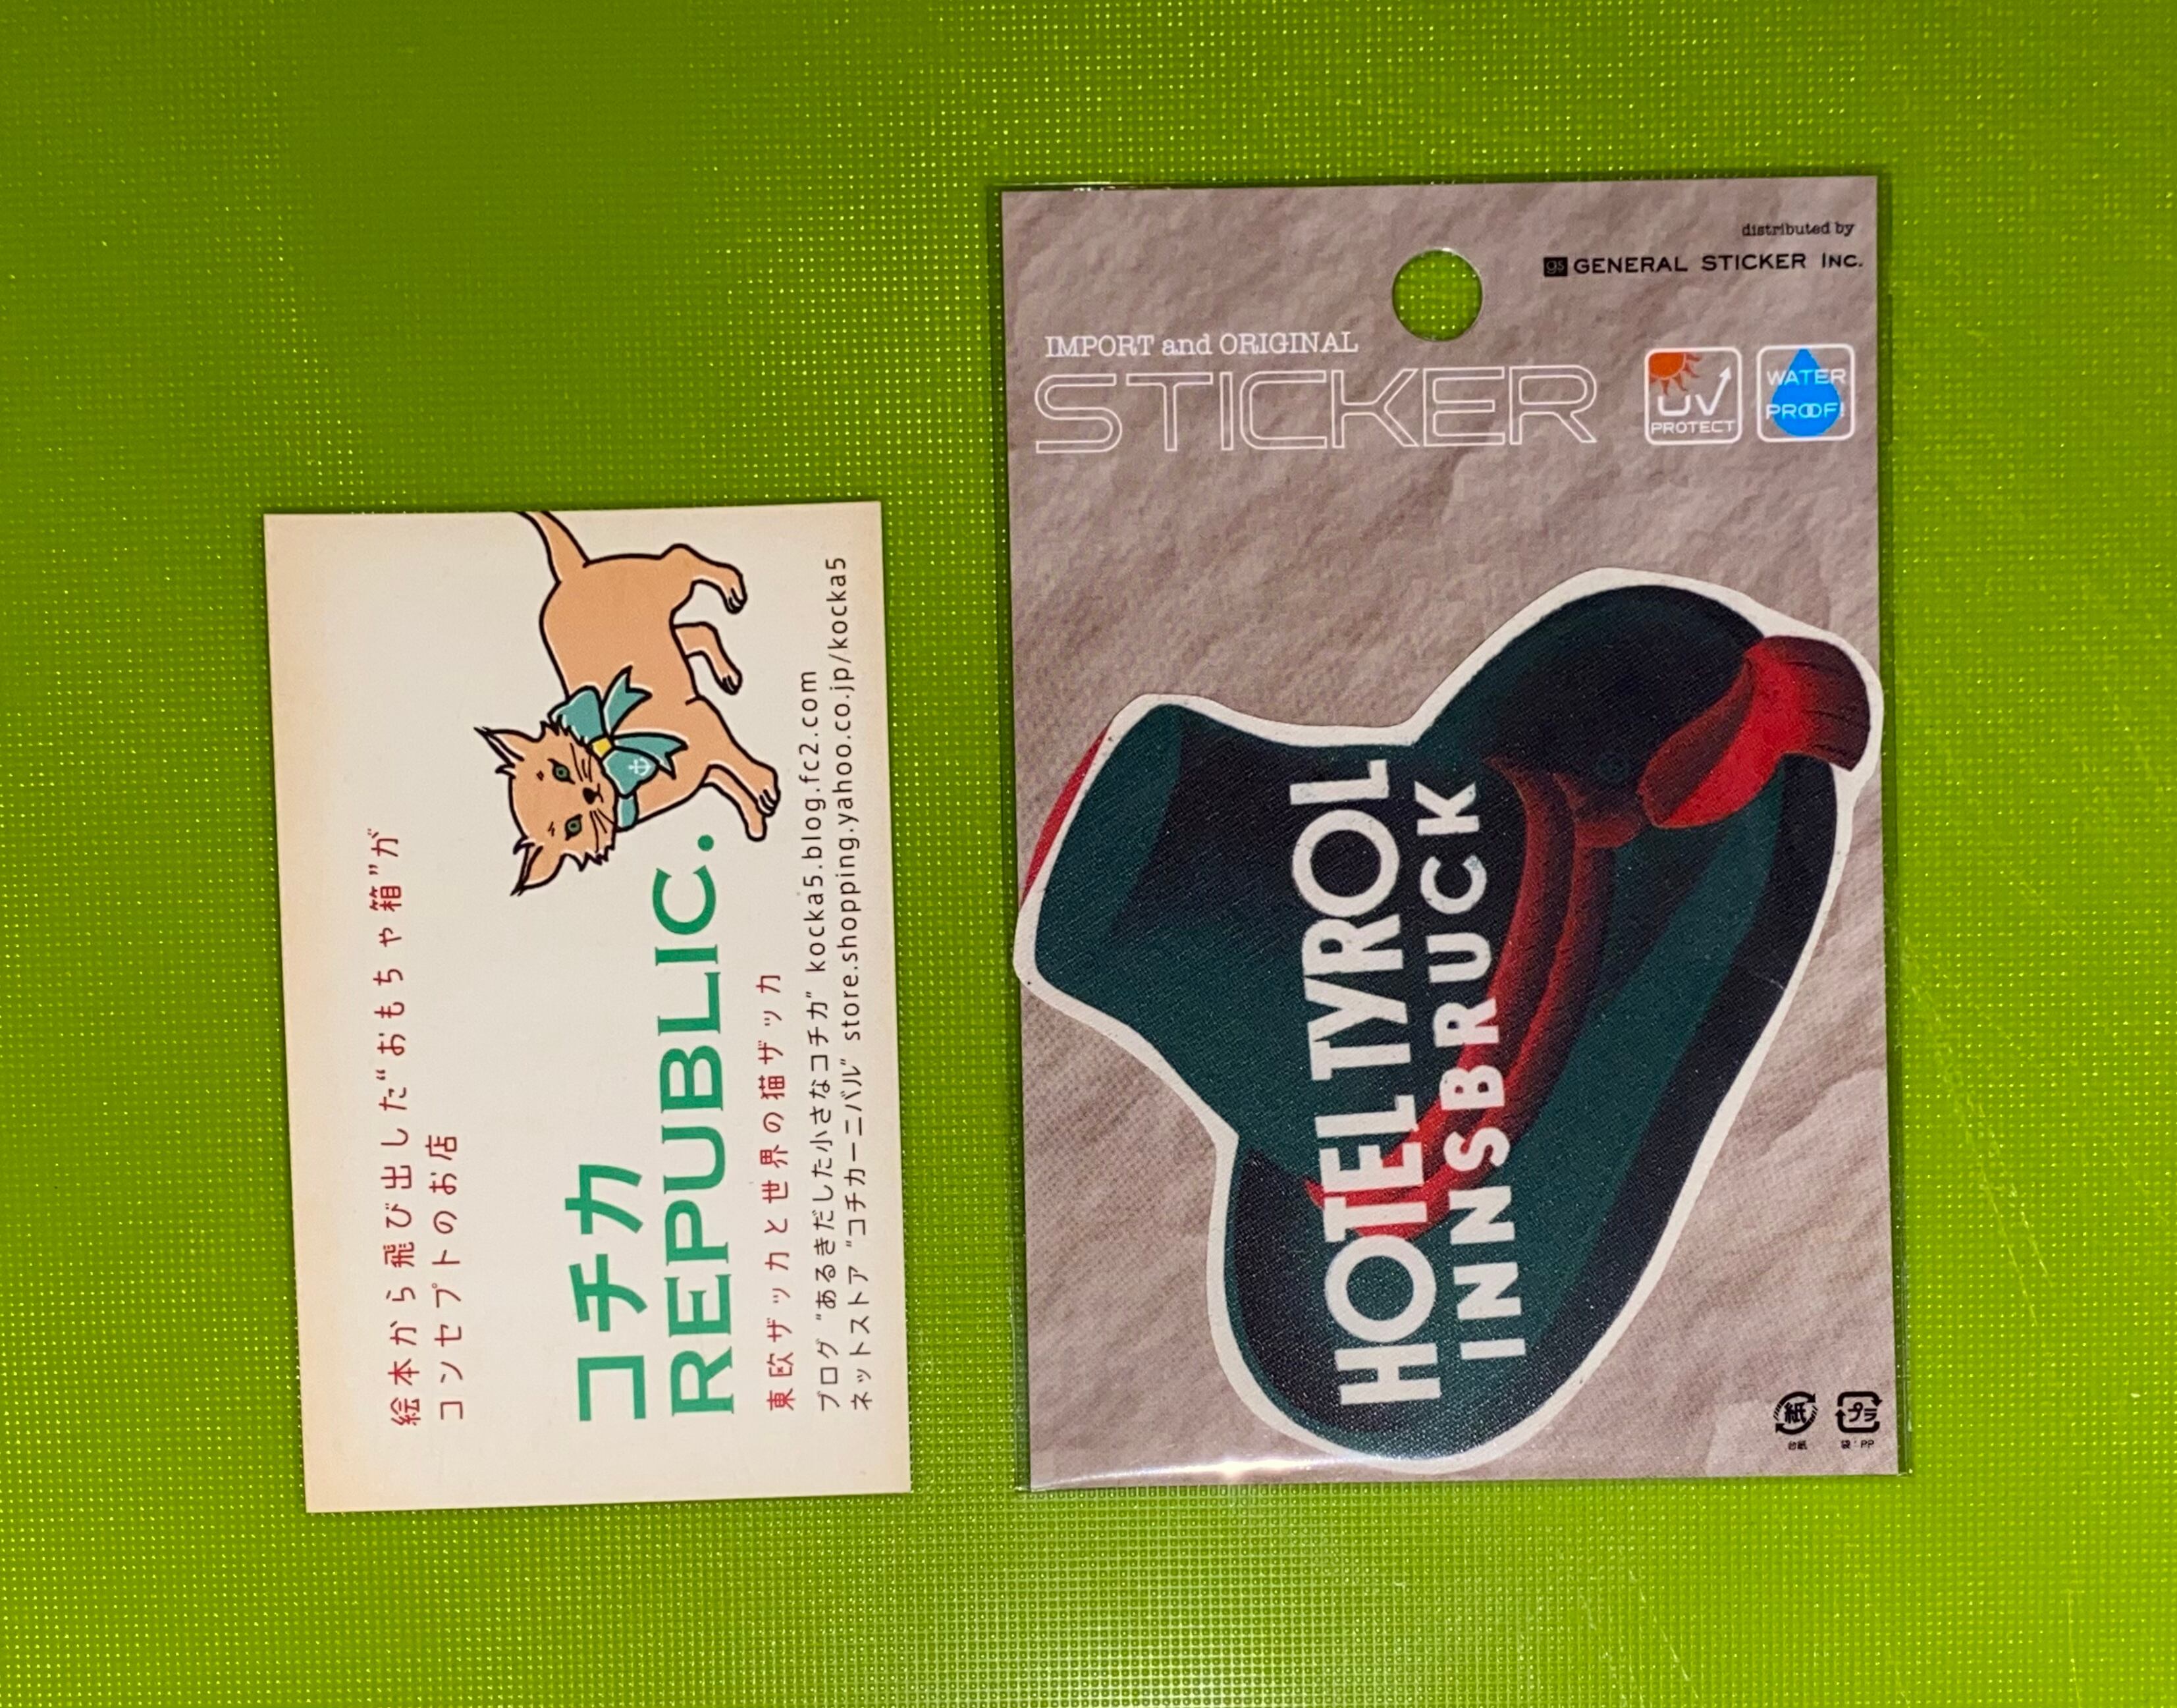 絵本から飛び出した“おもちゃ箱”が
コンセプトのお店
コチカ
REPUBLIC.
東欧ザッカと世界の猫ザッカ
ブログ “あるきだした小さなコチカ” kocka5.blog.fc2.com
ネットストア “コチカーニバル” store.shopping.yahoo.co.jp/kocka5
distributed by
gs GENERAL STICKER INC.
IMPORT and ORIGINAL
STICKER
UV
PROTECT
WATER
PROOF!
HOTEL TYROL
INNSBRUCK
紙
台紙
プラ
袋：PP